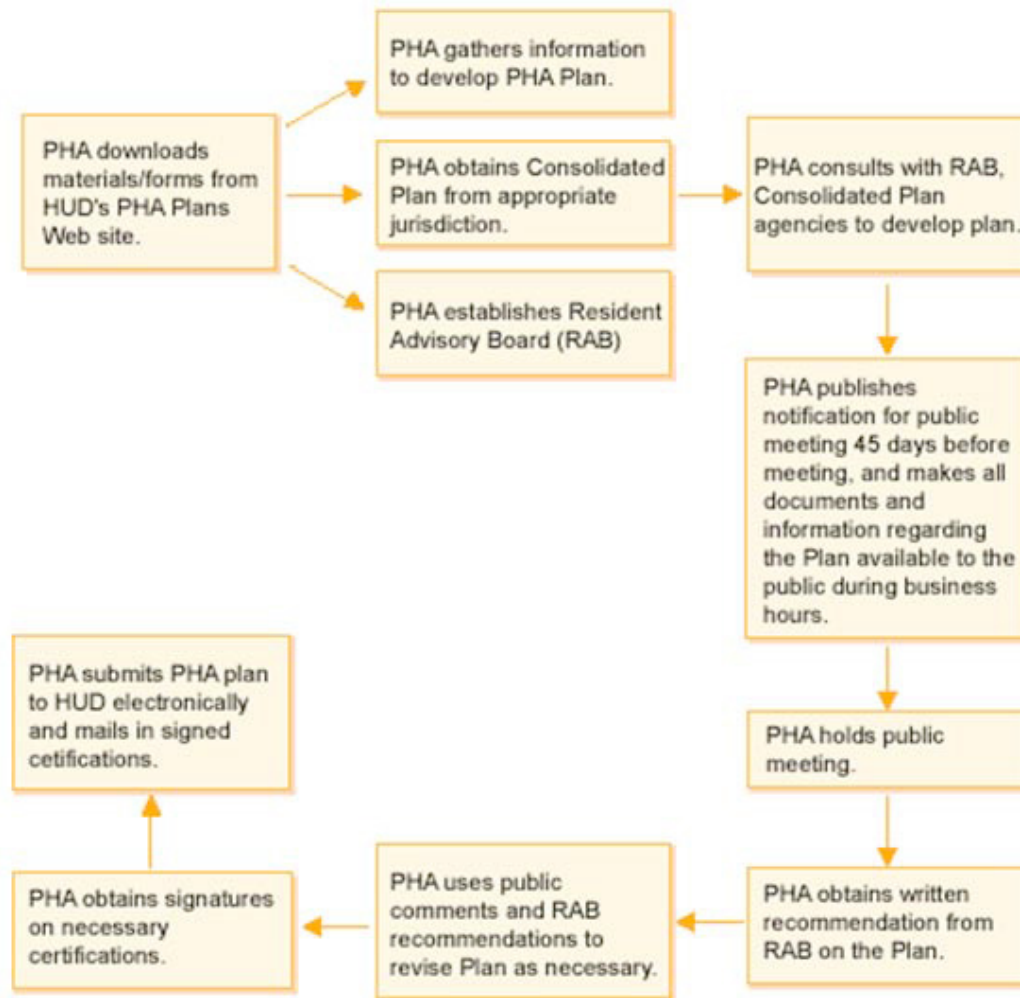 PHA gathers information
to develop PHA Plan.
PHA downloads
materials/forms from
HUD's PHA Plans
Web site.
PHA obtains Consolidated
Plan from appropriate
jurisdiction.
PHA consults with RAB,
Consolidated Plan
agencies to develop plan.
PHA establishes Resident
Advisory Board (RAB)
PHA publishes
notification for public
meeting 45 days before
meeting, and makes all
documents and
information regarding
the Plan available to the
public during business
hours.
PHA holds public
meeting.
PHA obtains written
recommendation from
RAB on the Plan.
PHA uses public
comments and RAB
recommendations to
revise Plan as necessary.
PHA obtains signatures
on necessary
certifications.
PHA submits PHA plan
to HUD electronically
and mails in signed
cetifications.